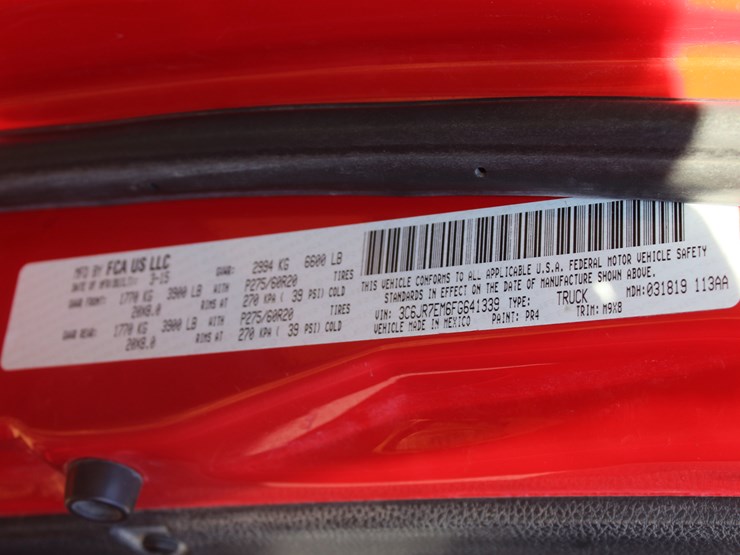 MFD BY FCA US LLC
DATE OF MFR/BUILT: 3-15 GVWR: 2994 KG 6600 LB
TIRES
GAWR FRONT: 1770 KG 3900 LB WITH P275/60R20
20X8.0 RIMS AT 270 KPA ( 39 PSI) COLD
TIRES
GAWR REAR: 1770 KG 3900 LB WITH P275/60R20
20X8.0 RIMS AT 270 KPA ( 39 PSI) COLD
THIS VEHICLE CONFORMS TO ALL APPLICABLE U.S.A. FEDERAL MOTOR VEHICLE SAFETY
STANDARDS IN EFFECT ON THE DATE OF MANUFACTURE SHOWN ABOVE.
VIN: 3C6JR7EM6FG641339 TYPE: TRUCK MDH:031819 113AA
VEHICLE MADE IN MEXICO PAINT: PR4 TRIM: M9X8